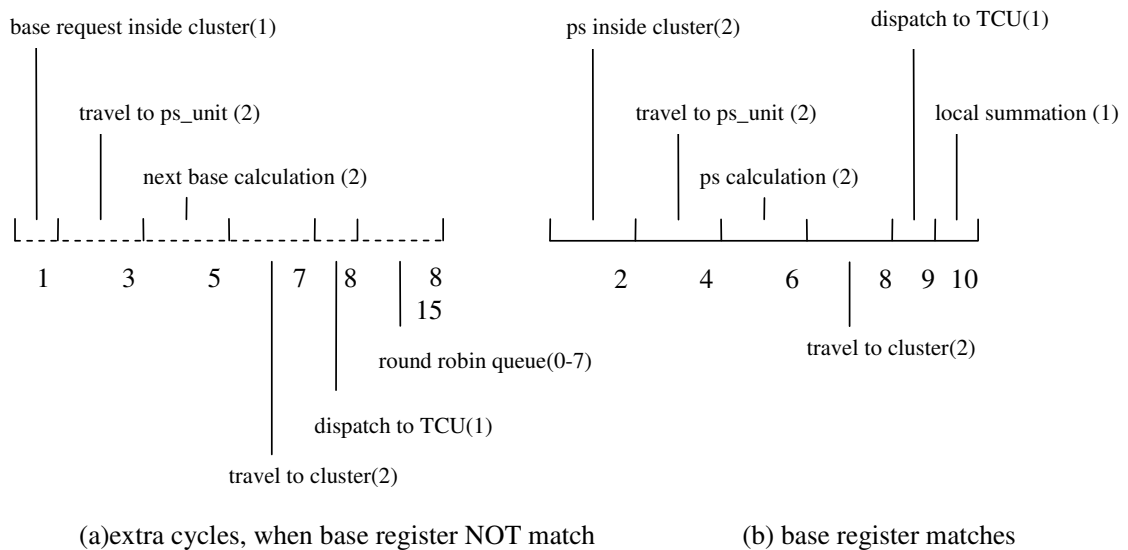 dispatch to TCU(1)
base request inside cluster(1)
ps inside cluster(2)
travel to ps_unit (2)
travel to ps_unit (2)
local summation (1)
next base calculation (2)
ps calculation (2)
1 3 5 7 8 8
15
2 4 6 8 9 10
travel to cluster(2)
round robin queue(0-7)
dispatch to TCU(1)
travel to cluster(2)
(a)extra cycles, when base register NOT match
(b) base register matches